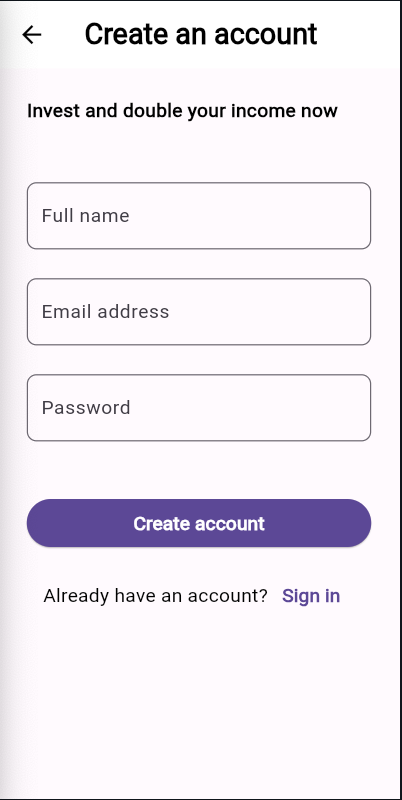 Create an account
Invest and double your income now
Full name
Email address
Password
Create account
Already have an account? Sign in